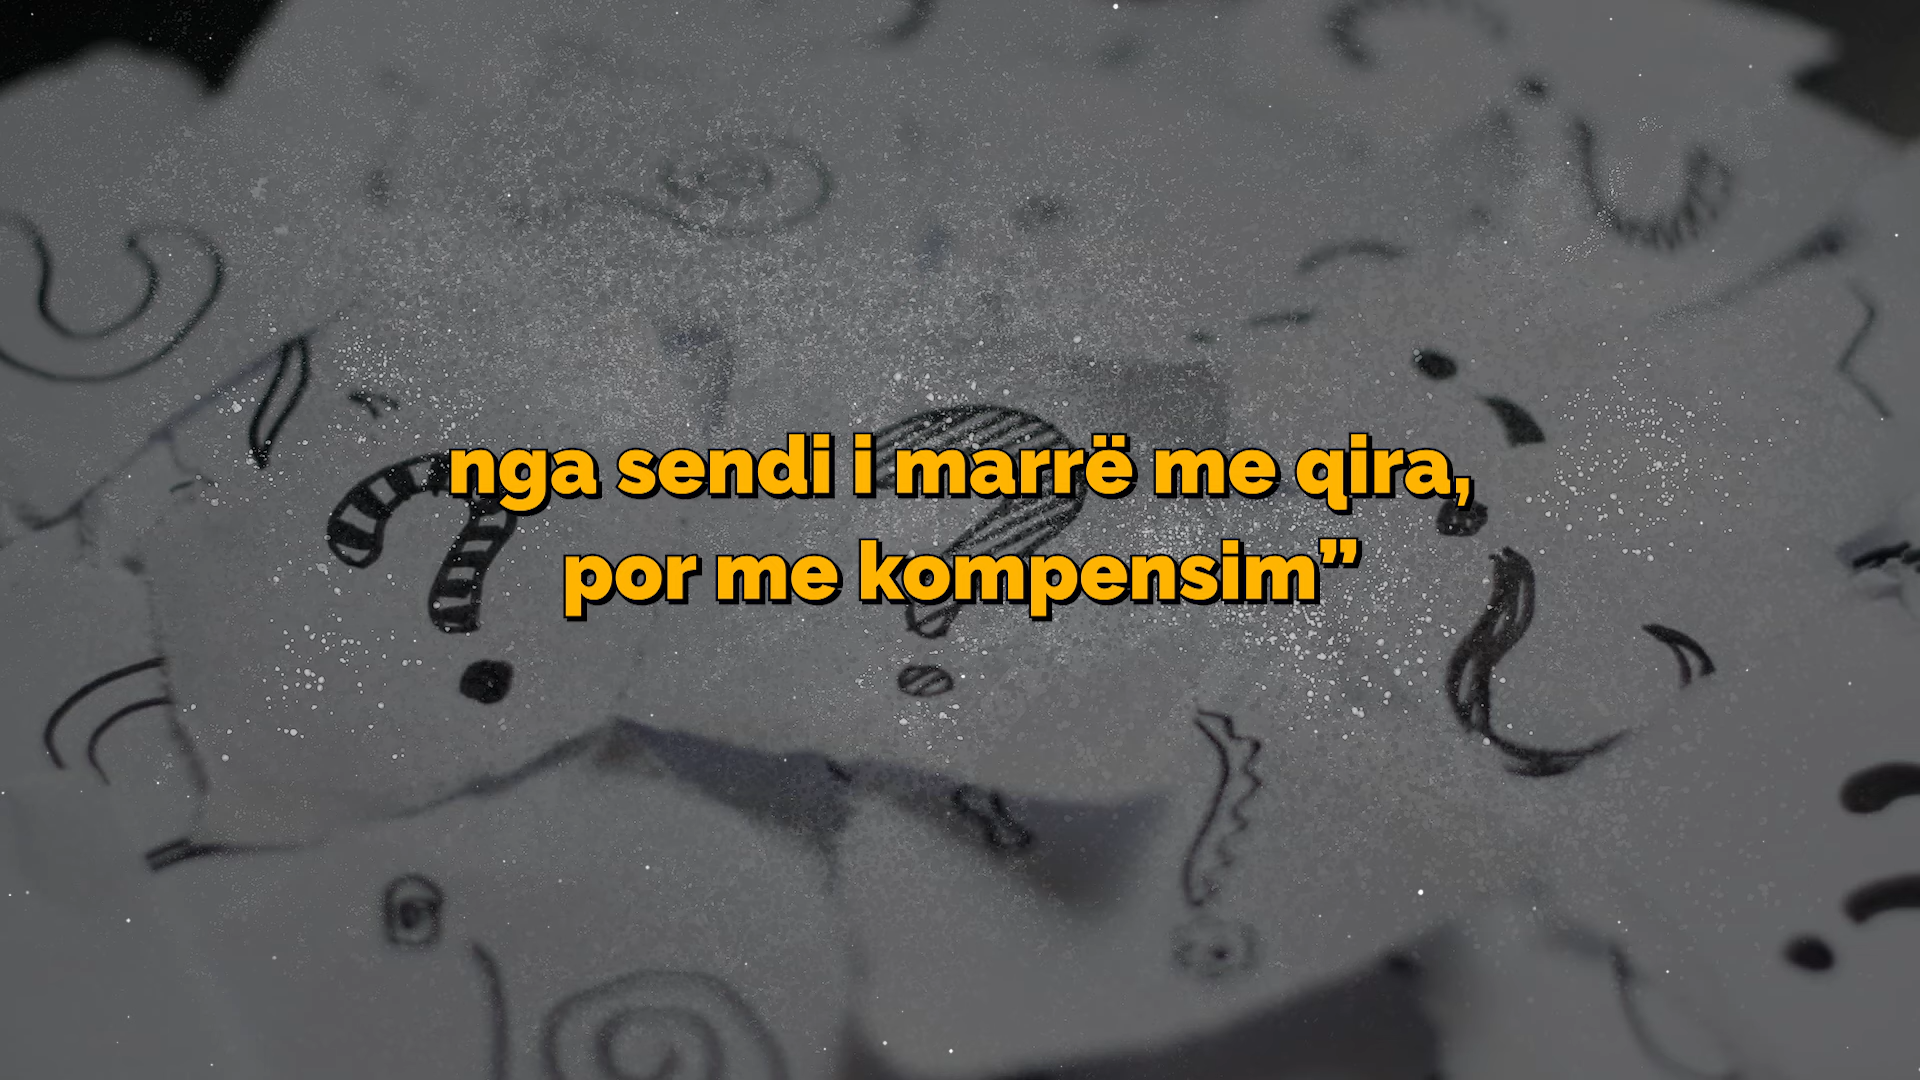 nga sendi i marrë me qira,
por me kompensim”